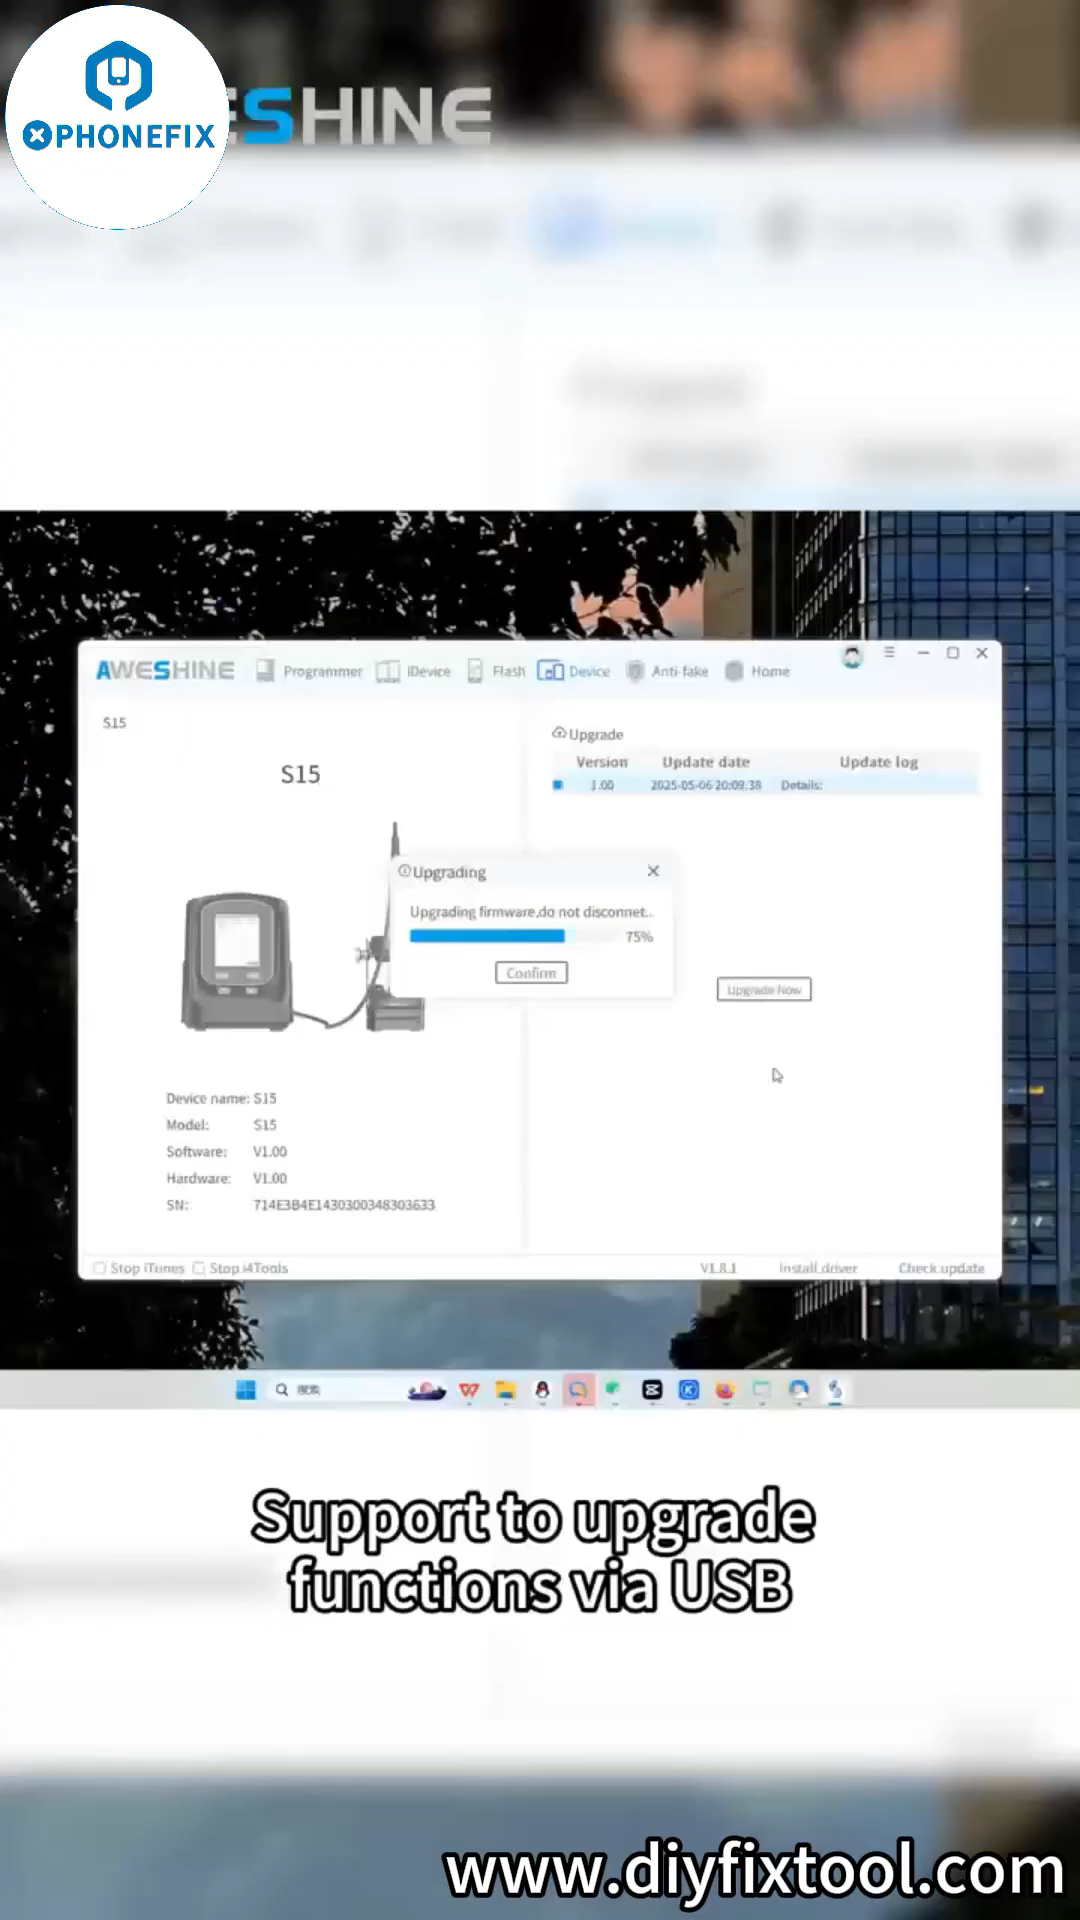 PHONEFIX
SHINE
AWESHINE
Programmer
iDevice
Flash
Device
Anti-fake
Home
S15
S15
Upgrade
Version Update date Update log
1.00 2025-05-06 20:09:38 Details:
Upgrading
Upgrading firmware,do not disconnet..
75%
Confirm
Upgrade Now
Device name: S15
Model: S15
Software: V1.00
Hardware: V1.00
SN: 714E3B4E1430300348303633
Stop iTunes
Stop i4Tools
V1.8.1
Install driver
Check update
搜索
Support to upgrade
functions via USB
www.diyfixtool.com